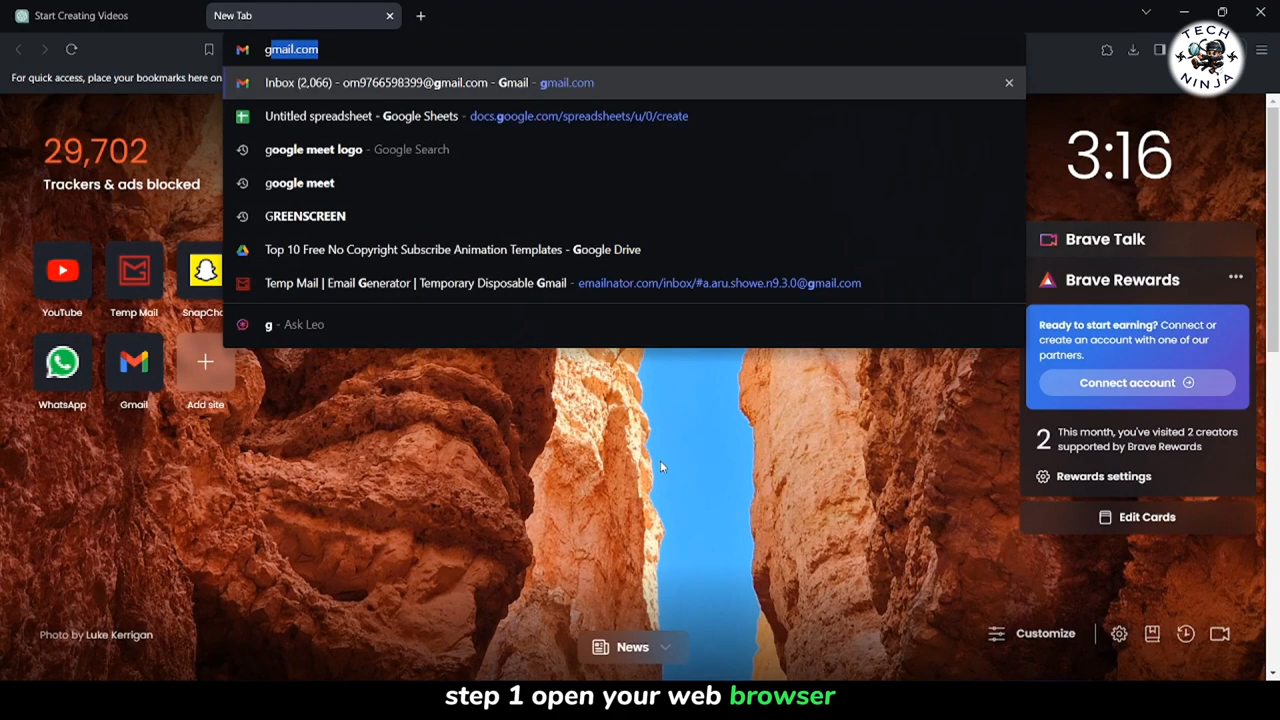 Start Creating Videos
New Tab
TECH
NINJA
gmail.com
For quick access, place your bookmarks here on
Inbox (2,066) - om9766598399@gmail.com - Gmail - gmail.com
Untitled spreadsheet - Google Sheets - docs.google.com/spreadsheets/u/0/create
google meet logo - Google Search
google meet
GREENSCREEN
Top 10 Free No Copyright Subscribe Animation Templates - Google Drive
Temp Mail | Email Generator | Temporary Disposable Gmail - emailnator.com/inbox/#a.aru.showe.n9.3.0@gmail.com
g - Ask Leo
29,702
Trackers & ads blocked
YouTube
Temp Mail
SnapCha
WhatsApp
Gmail
Add site
3:16
Brave Talk
Brave Rewards
Ready to start earning? Connect or
create an account with one of our
partners.
Connect account
2
This month, you've visited 2 creators
supported by Brave Rewards
Rewards settings
Edit Cards
Photo by Luke Kerrigan
News
Customize
step 1 open your web browser